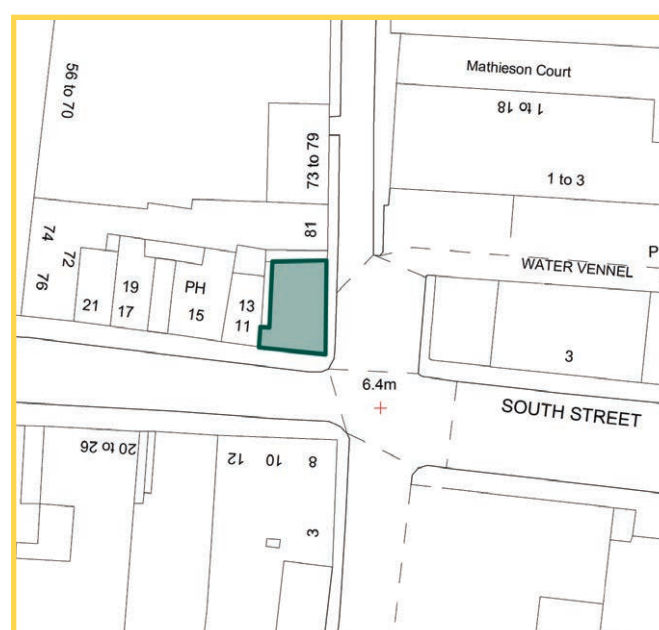 Mathieson Court
1 to 18
56 to 70
73 to 79
1 to 3
81
74
72
76
P
WATER VENNEL
21
19
17
PH
15
13
11
3
6.4m
SOUTH STREET
20 to 26
12
10
8
3